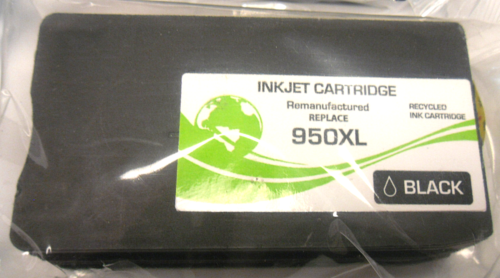 INKJET CARTRIDGE
Remanufactured
REPLACE
950XL
RECYCLED
INK CARTRIDGE
BLACK